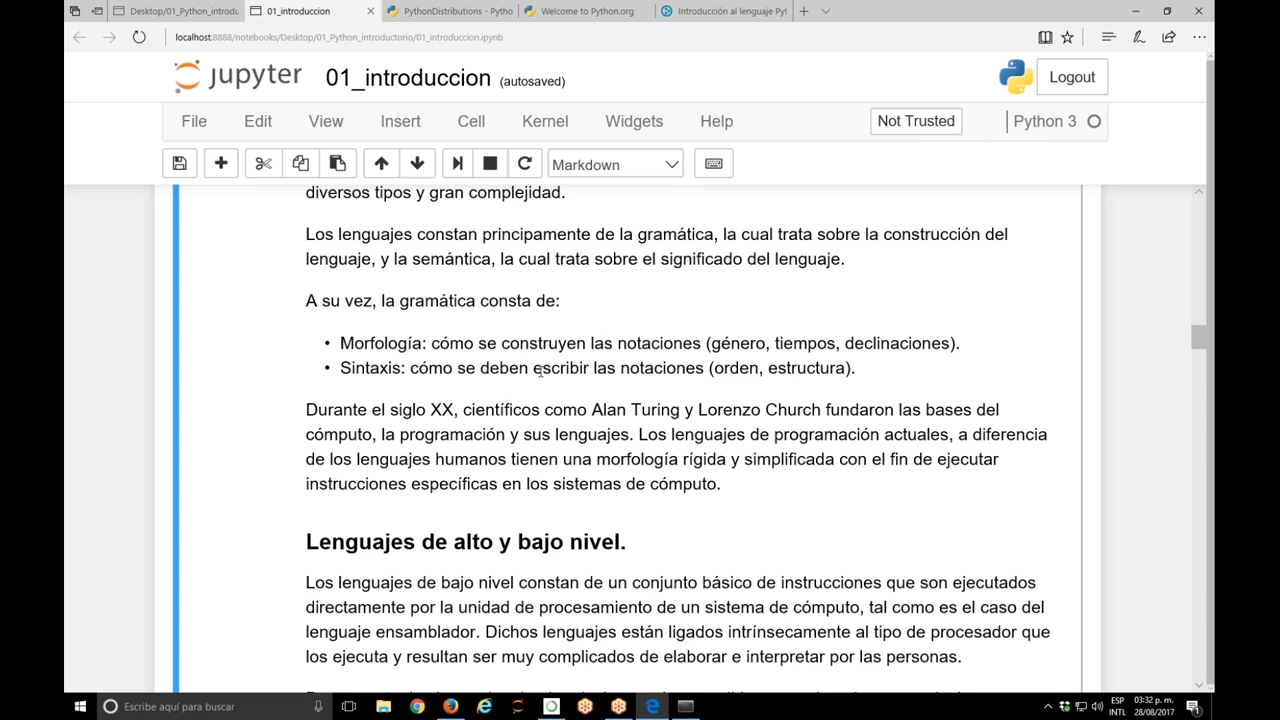 Desktop/01_Python_introdu
01_introduccion
PythonDistributions - Pytho
Welcome to Python.org
Introducción al lenguaje Pyt
localhost:8888/notebooks/Desktop/01_Python_introductorio/01_introduccion.ipynb
jupyter 01_introduccion (autosaved)
Logout
File Edit View Insert Cell Kernel Widgets Help
Not Trusted
Python 3
Markdown
diversos tipos y gran complejidad.
Los lenguajes constan principamente de la gramática, la cual trata sobre la construcción del
lenguaje, y la semántica, la cual trata sobre el significado del lenguaje.
A su vez, la gramática consta de:
• Morfología: cómo se construyen las notaciones (género, tiempos, declinaciones).
• Sintaxis: cómo se deben escribir las notaciones (orden, estructura).
Durante el siglo XX, científicos como Alan Turing y Lorenzo Church fundaron las bases del
cómputo, la programación y sus lenguajes. Los lenguajes de programación actuales, a diferencia
de los lenguajes humanos tienen una morfología rígida y simplificada con el fin de ejecutar
instrucciones específicas en los sistemas de cómputo.
Lenguajes de alto y bajo nivel.
Los lenguajes de bajo nivel constan de un conjunto básico de instrucciones que son ejecutados
directamente por la unidad de procesamiento de un sistema de cómputo, tal como es el caso del
lenguaje ensamblador. Dichos lenguajes están ligados intrínsecamente al tipo de procesador que
los ejecuta y resultan ser muy complicados de elaborar e interpretar por las personas.
Escribe aquí para buscar
ESP
INTL
03:32 p. m.
28/08/2017